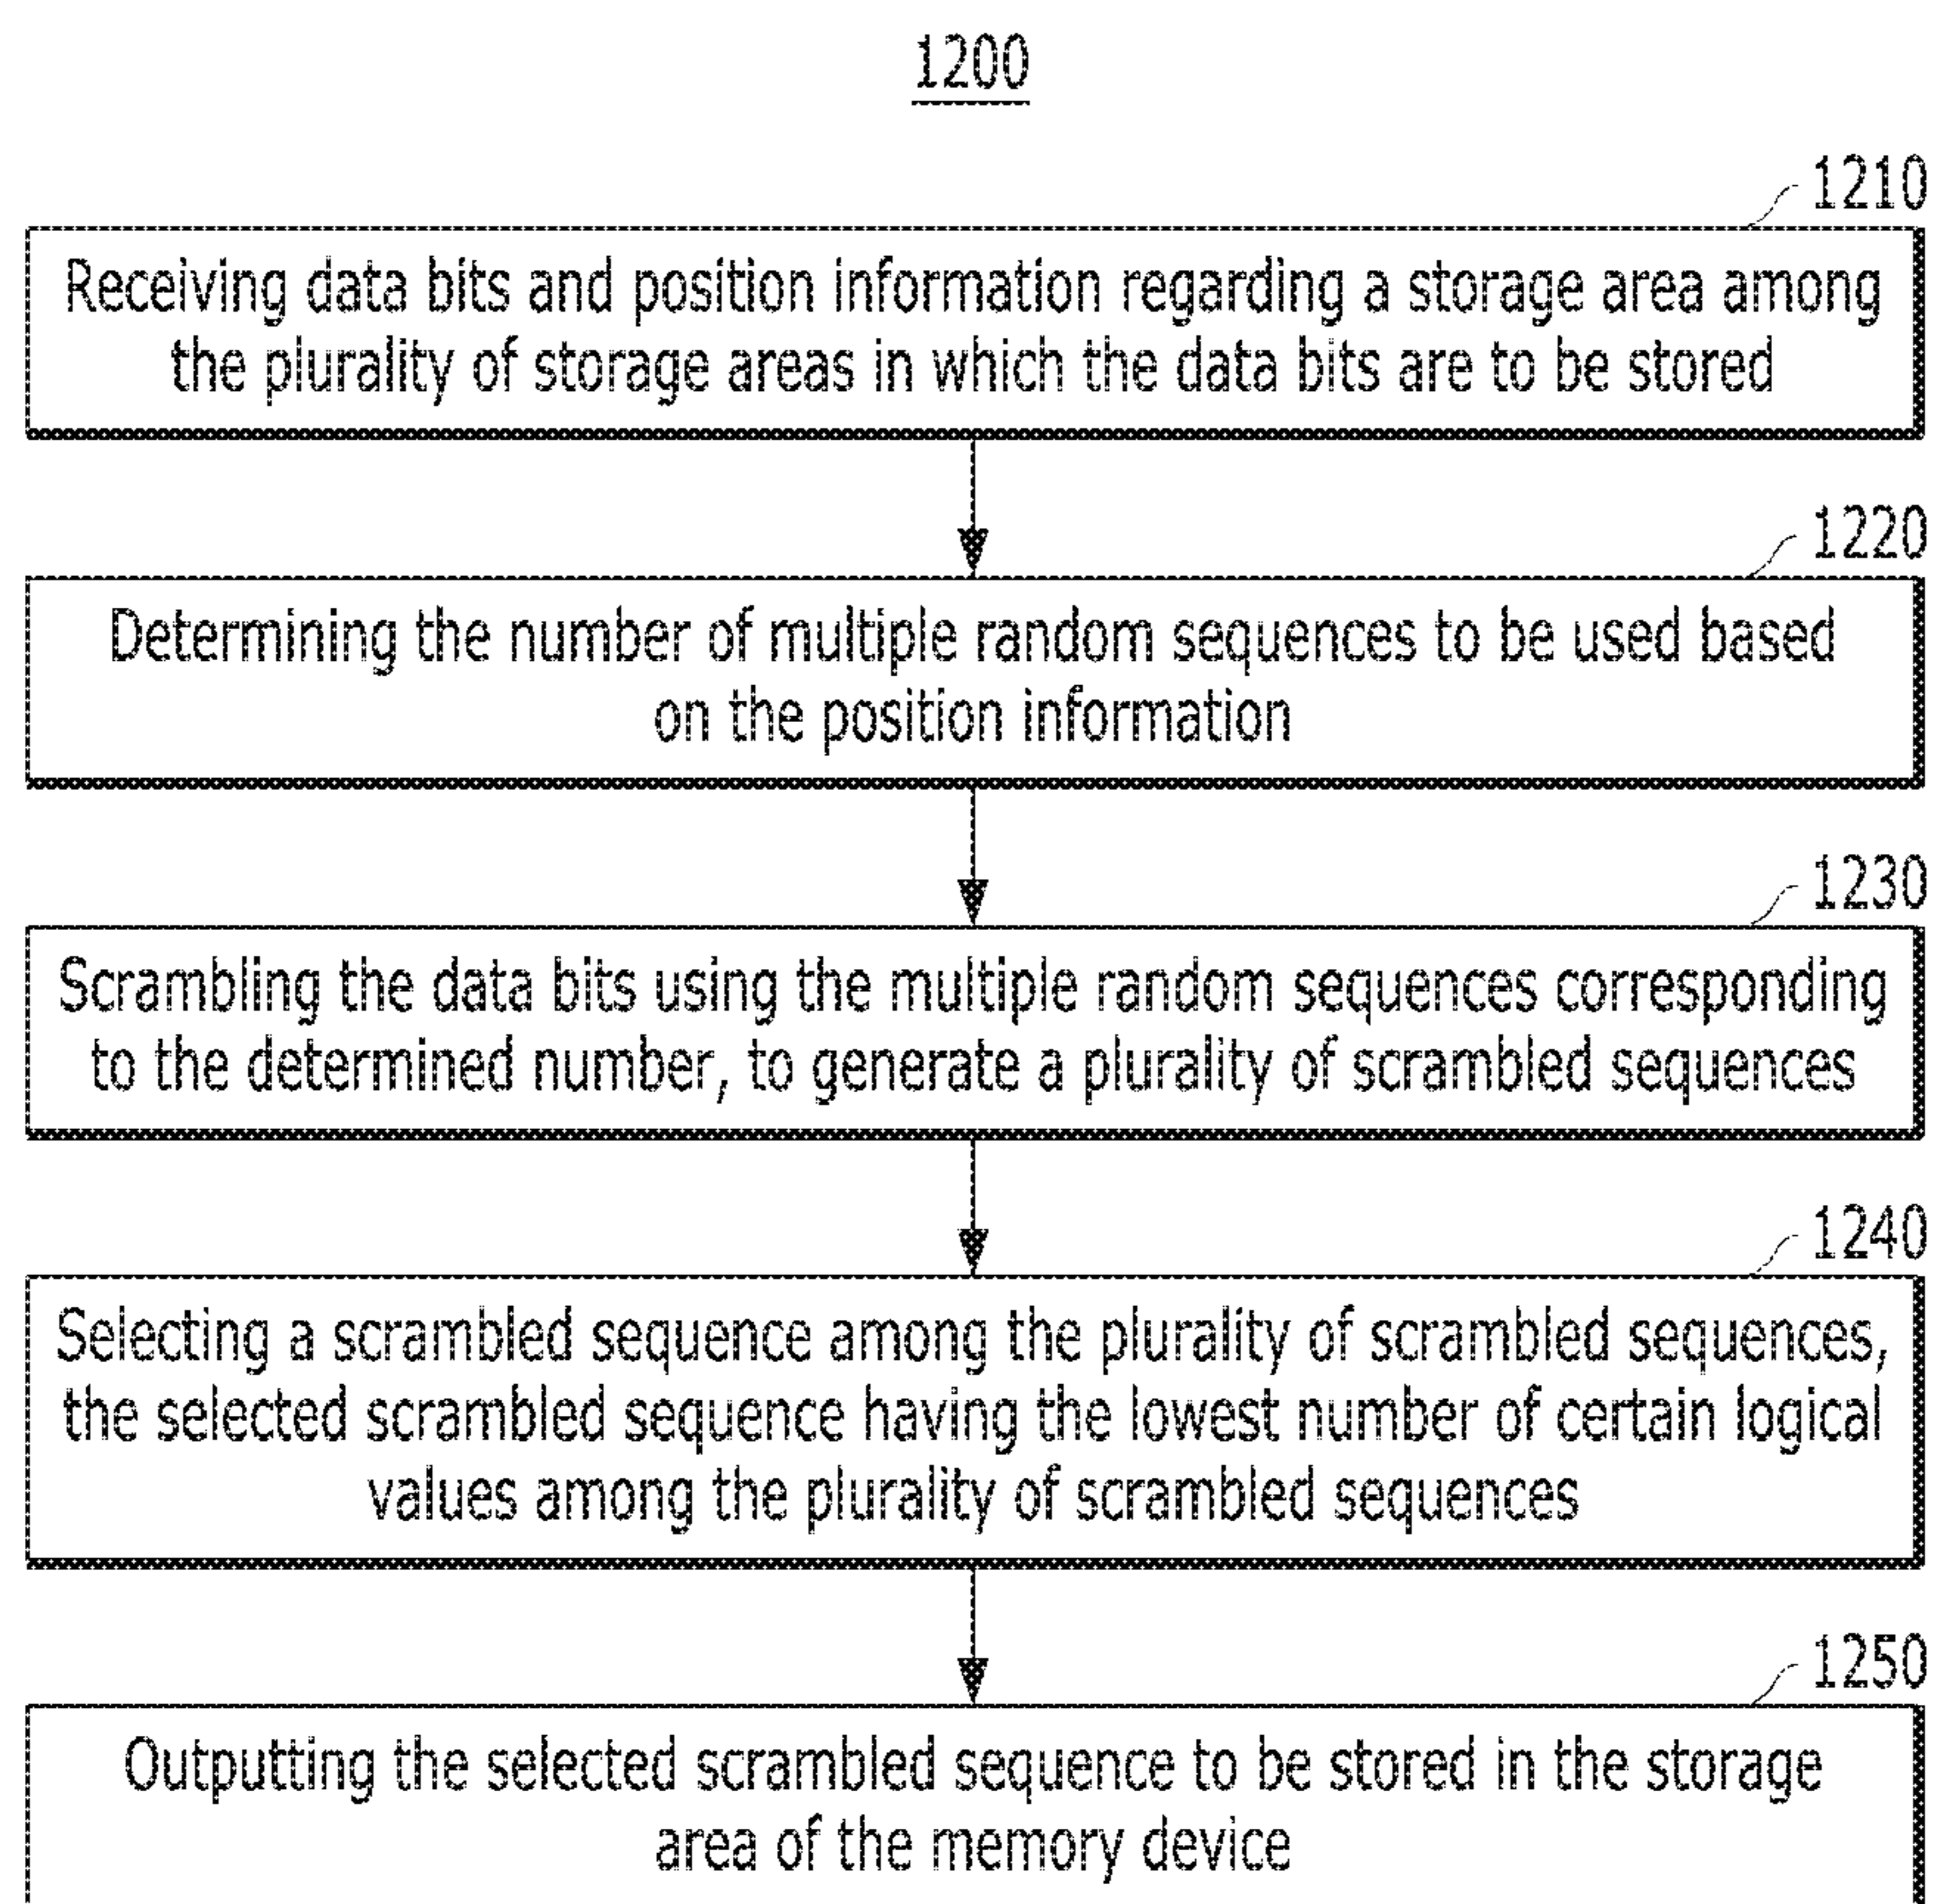 1200
1210
Receiving data bits and position information regarding a storage area among
the plurality of storage areas in which the data bits are to be stored
1220
Determining the number of multiple random sequences to be used based
on the position information
1230
Scrambling the data bits using the multiple random sequences corresponding
to the determined number, to generate a plurality of scrambled sequences
1240
Selecting a scrambled sequence among the plurality of scrambled sequences,
the selected scrambled sequence having the lowest number of certain logical
values among the plurality of scrambled sequences
1250
Outputting the selected scrambled sequence to be stored in the storage
area of the memory device